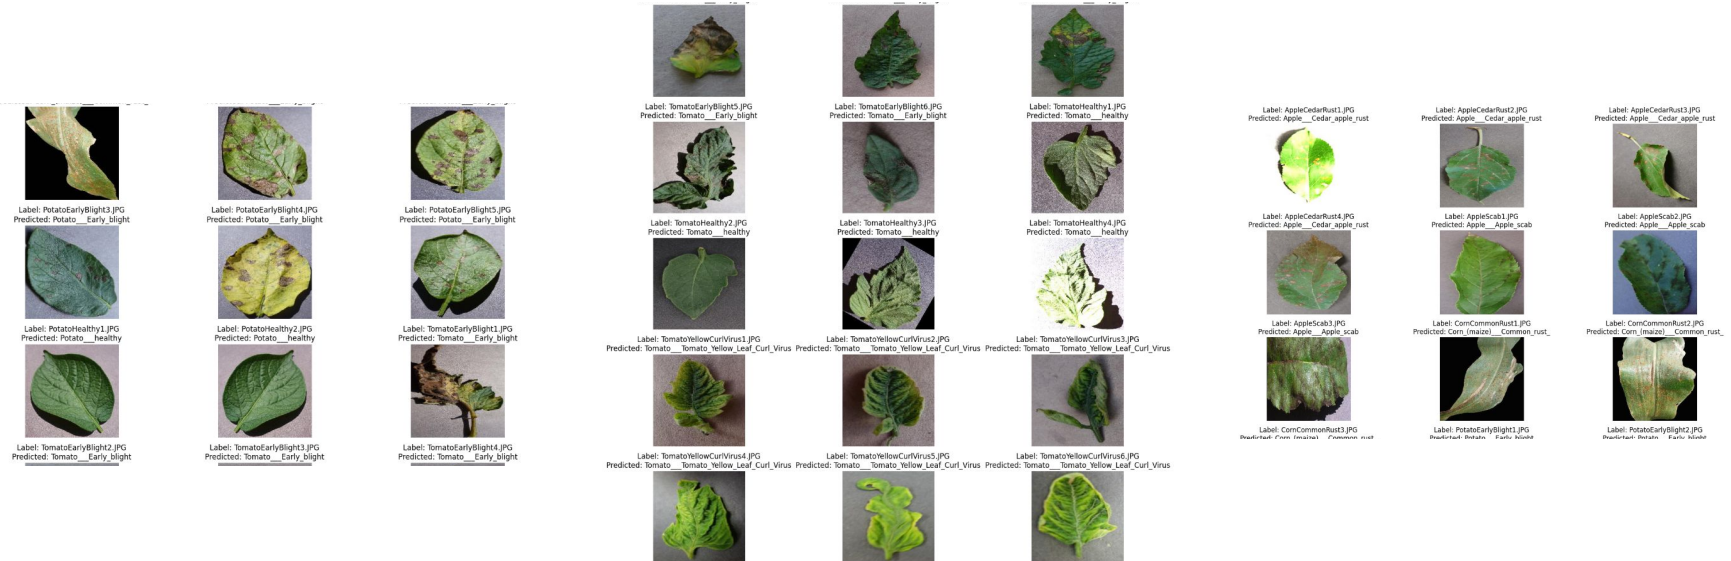 Label: PotatoEarlyBlight3.JPG
Predicted: Potato___Early_blight
Label: PotatoEarlyBlight4.JPG
Predicted: Potato___Early_blight
Label: PotatoEarlyBlight5.JPG
Predicted: Potato___Early_blight
Label: PotatoHealthy1.JPG
Predicted: Potato___healthy
Label: PotatoHealthy2.JPG
Predicted: Potato___healthy
Label: TomatoEarlyBlight1.JPG
Predicted: Tomato___Early_blight
Label: TomatoEarlyBlight2.JPG
Predicted: Tomato___Early_blight
Label: TomatoEarlyBlight3.JPG
Predicted: Tomato___Early_blight
Label: TomatoEarlyBlight4.JPG
Predicted: Tomato___Early_blight
Label: TomatoEarlyBlight5.JPG
Predicted: Tomato___Early_blight
Label: TomatoEarlyBlight6.JPG
Predicted: Tomato___Early_blight
Label: TomatoHealthy1.JPG
Predicted: Tomato___healthy
Label: TomatoHealthy2.JPG
Predicted: Tomato___healthy
Label: TomatoHealthy3.JPG
Predicted: Tomato___healthy
Label: TomatoHealthy4.JPG
Predicted: Tomato___healthy
Label: TomatoYellowCurlVirus1.JPG
Predicted: Tomato___Tomato_Yellow_Leaf_Curl_Virus
Label: TomatoYellowCurlVirus2.JPG
Predicted: Tomato___Tomato_Yellow_Leaf_Curl_Virus
Label: TomatoYellowCurlVirus3.JPG
Predicted: Tomato___Tomato_Yellow_Leaf_Curl_Virus
Label: TomatoYellowCurlVirus4.JPG
Predicted: Tomato___Tomato_Yellow_Leaf_Curl_Virus
Label: TomatoYellowCurlVirus5.JPG
Predicted: Tomato___Tomato_Yellow_Leaf_Curl_Virus
Label: TomatoYellowCurlVirus6.JPG
Predicted: Tomato___Tomato_Yellow_Leaf_Curl_Virus
Label: AppleCedarRust1.JPG
Predicted: Apple___Cedar_apple_rust
Label: AppleCedarRust2.JPG
Predicted: Apple___Cedar_apple_rust
Label: AppleCedarRust3.JPG
Predicted: Apple___Cedar_apple_rust
Label: AppleCedarRust4.JPG
Predicted: Apple___Cedar_apple_rust
Label: AppleScab1.JPG
Predicted: Apple___Apple_scab
Label: AppleScab2.JPG
Predicted: Apple___Apple_scab
Label: AppleScab3.JPG
Predicted: Apple___Apple_scab
Label: CornCommonRust1.JPG
Predicted: Corn_(maize)___Common_rust_
Label: CornCommonRust2.JPG
Predicted: Corn_(maize)___Common_rust_
Label: CornCommonRust3.JPG
Predicted: Corn_(maize)___Common_rust
Label: PotatoEarlyBlight1.JPG
Predicted: Potato___Early_blight
Label: PotatoEarlyBlight2.JPG
Predicted: Potato___Early_blight